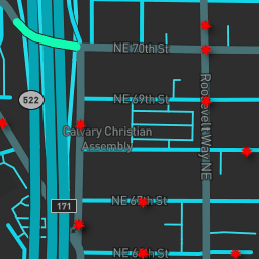 NE 70th St
NE 69th St
522
Roosevelt Way NE
Calvary Christian
Assembly
NE 67th St
171